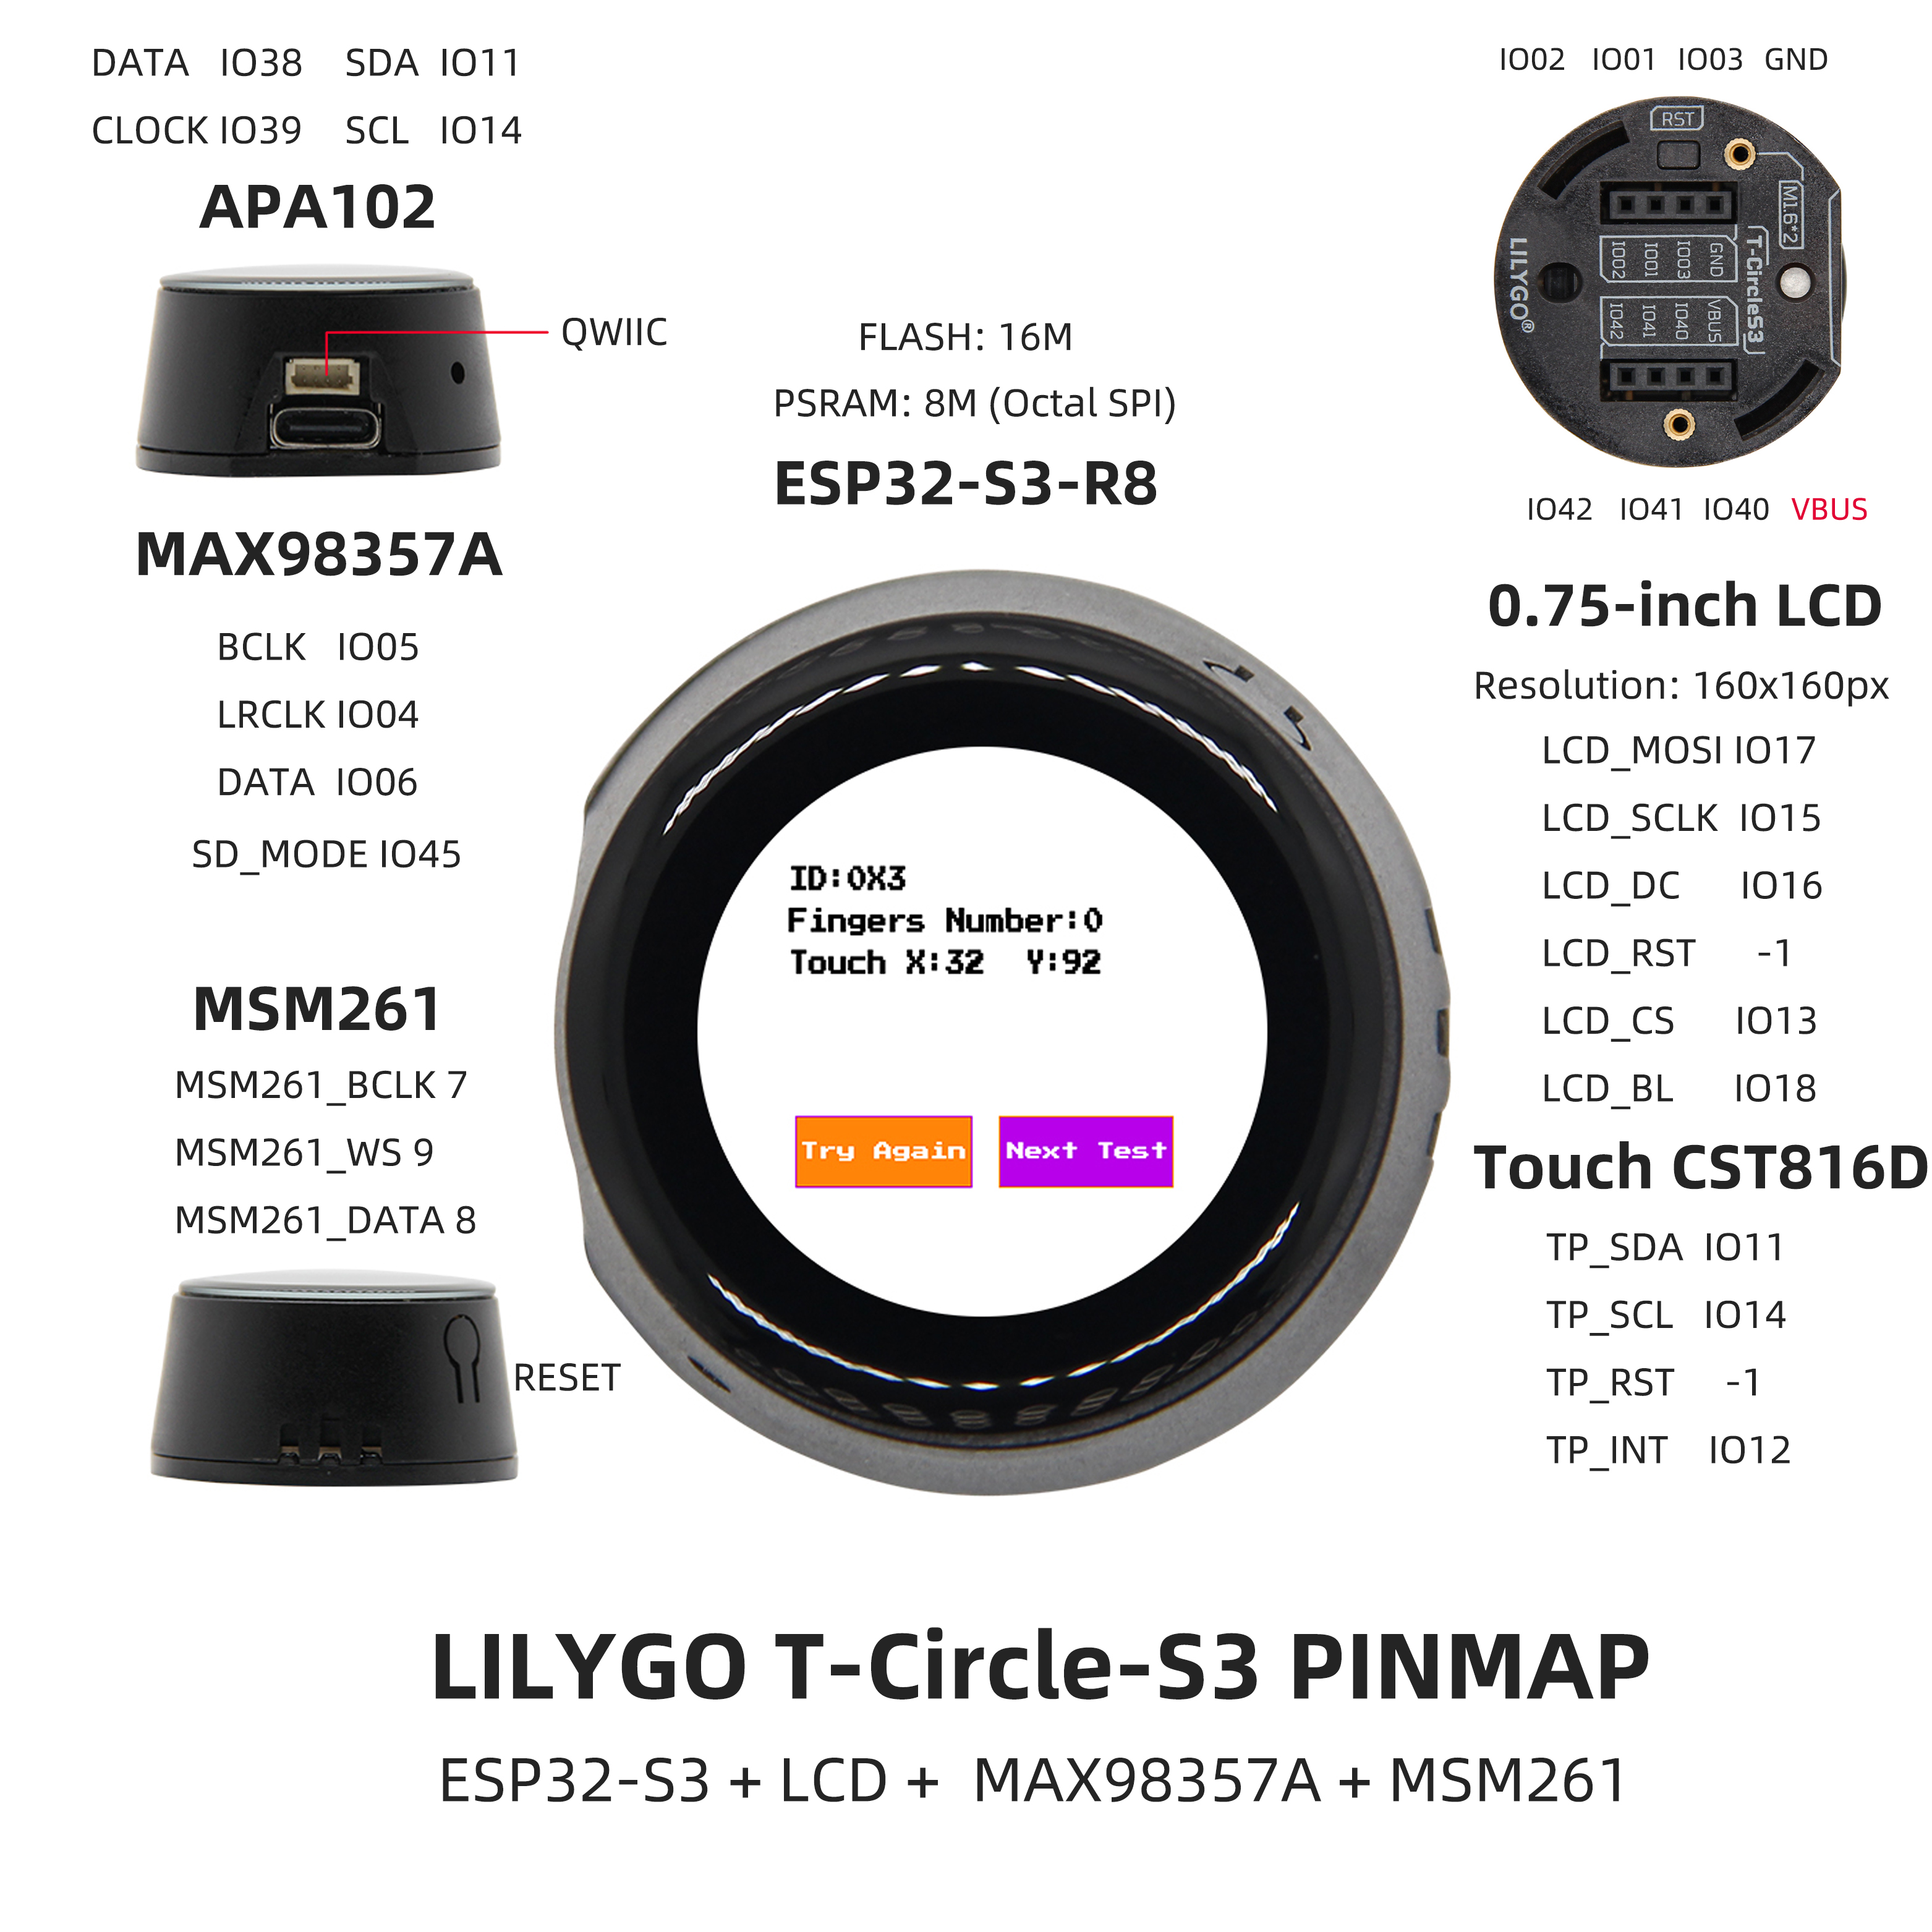 DATA IO38 SDA IO11
CLOCK IO39 SCL IO14
APA102
QWIIC
MAX98357A
BCLK IO05
LRCLK IO04
DATA IO06
SD_MODE IO45
MSM261
MSM261_BCLK 7
MSM261_WS 9
MSM261_DATA 8
RESET
FLASH: 16M
PSRAM: 8M (Octal SPI)
ESP32-S3-R8
ID:0X3
Fingers Number:0
Touch X:32 Y:92
Try Again
Next Test
IO02 IO01 IO03 GND
RST
M1.6*2
LILYGO®
T-CircleS3
IO02 IO01 IO03 GND
IO42 IO41 IO40 VBUS
IO42 IO41 IO40 VBUS
0.75-inch LCD
Resolution: 160x160px
LCD_MOSI IO17
LCD_SCLK IO15
LCD_DC IO16
LCD_RST -1
LCD_CS IO13
LCD_BL IO18
Touch CST816D
TP_SDA IO11
TP_SCL IO14
TP_RST -1
TP_INT IO12
LILYGO T-Circle-S3 PINMAP
ESP32-S3 + LCD + MAX98357A + MSM261